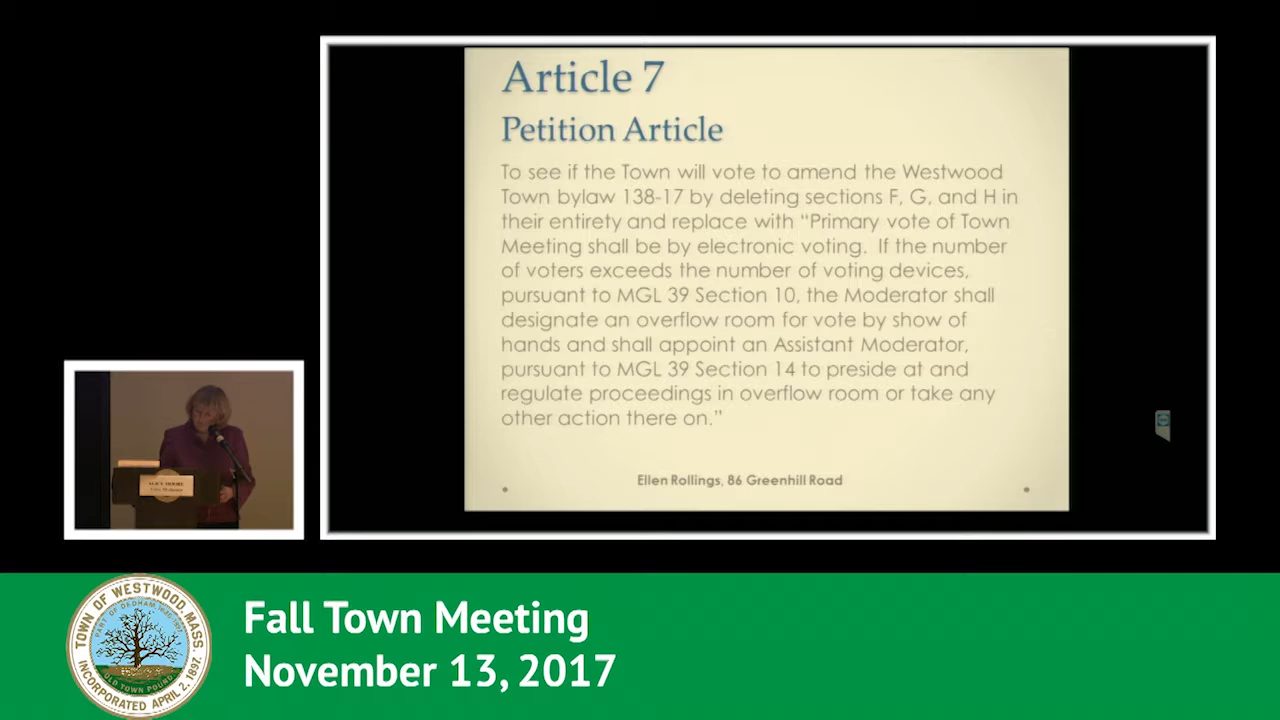 Article 7
Petition Article
To see if the Town will vote to amend the Westwood
Town bylaw 138-17 by deleting sections F, G, and H in
their entirety and replace with “Primary vote of Town
Meeting shall be by electronic voting.  If the number
of voters exceeds the number of voting devices,
pursuant to MGL 39 Section 10, the Moderator shall
designate an overflow room for vote by show of
hands and shall appoint an Assistant Moderator,
pursuant to MGL 39 Section 14 to preside at and
regulate proceedings in overflow room or take any
other action there on.”
Ellen Rollings, 86 Greenhill Road
ALICE MOORE
TOWN OF WESTWOOD, MASS
PART OF DEDHAM, 1636
OLD TOWN POUND
INCORPORATED APRIL 2, 1897.
Fall Town Meeting
November 13, 2017